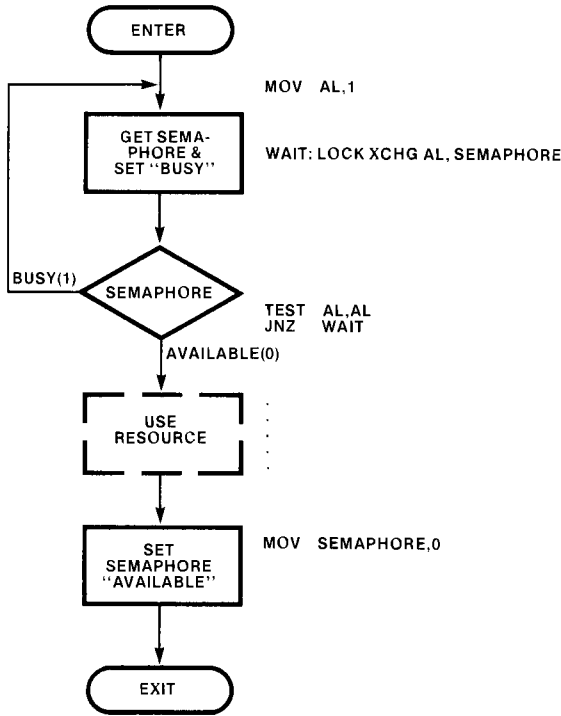 ENTER
MOV AL,1
GET SEMA-
PHORE &
SET "BUSY"
WAIT: LOCK XCHG AL, SEMAPHORE
BUSY(1)
SEMAPHORE
TEST AL,AL
JNZ WAIT
AVAILABLE(0)
USE
RESOURCE
SET
SEMAPHORE
"AVAILABLE"
MOV SEMAPHORE,0
EXIT